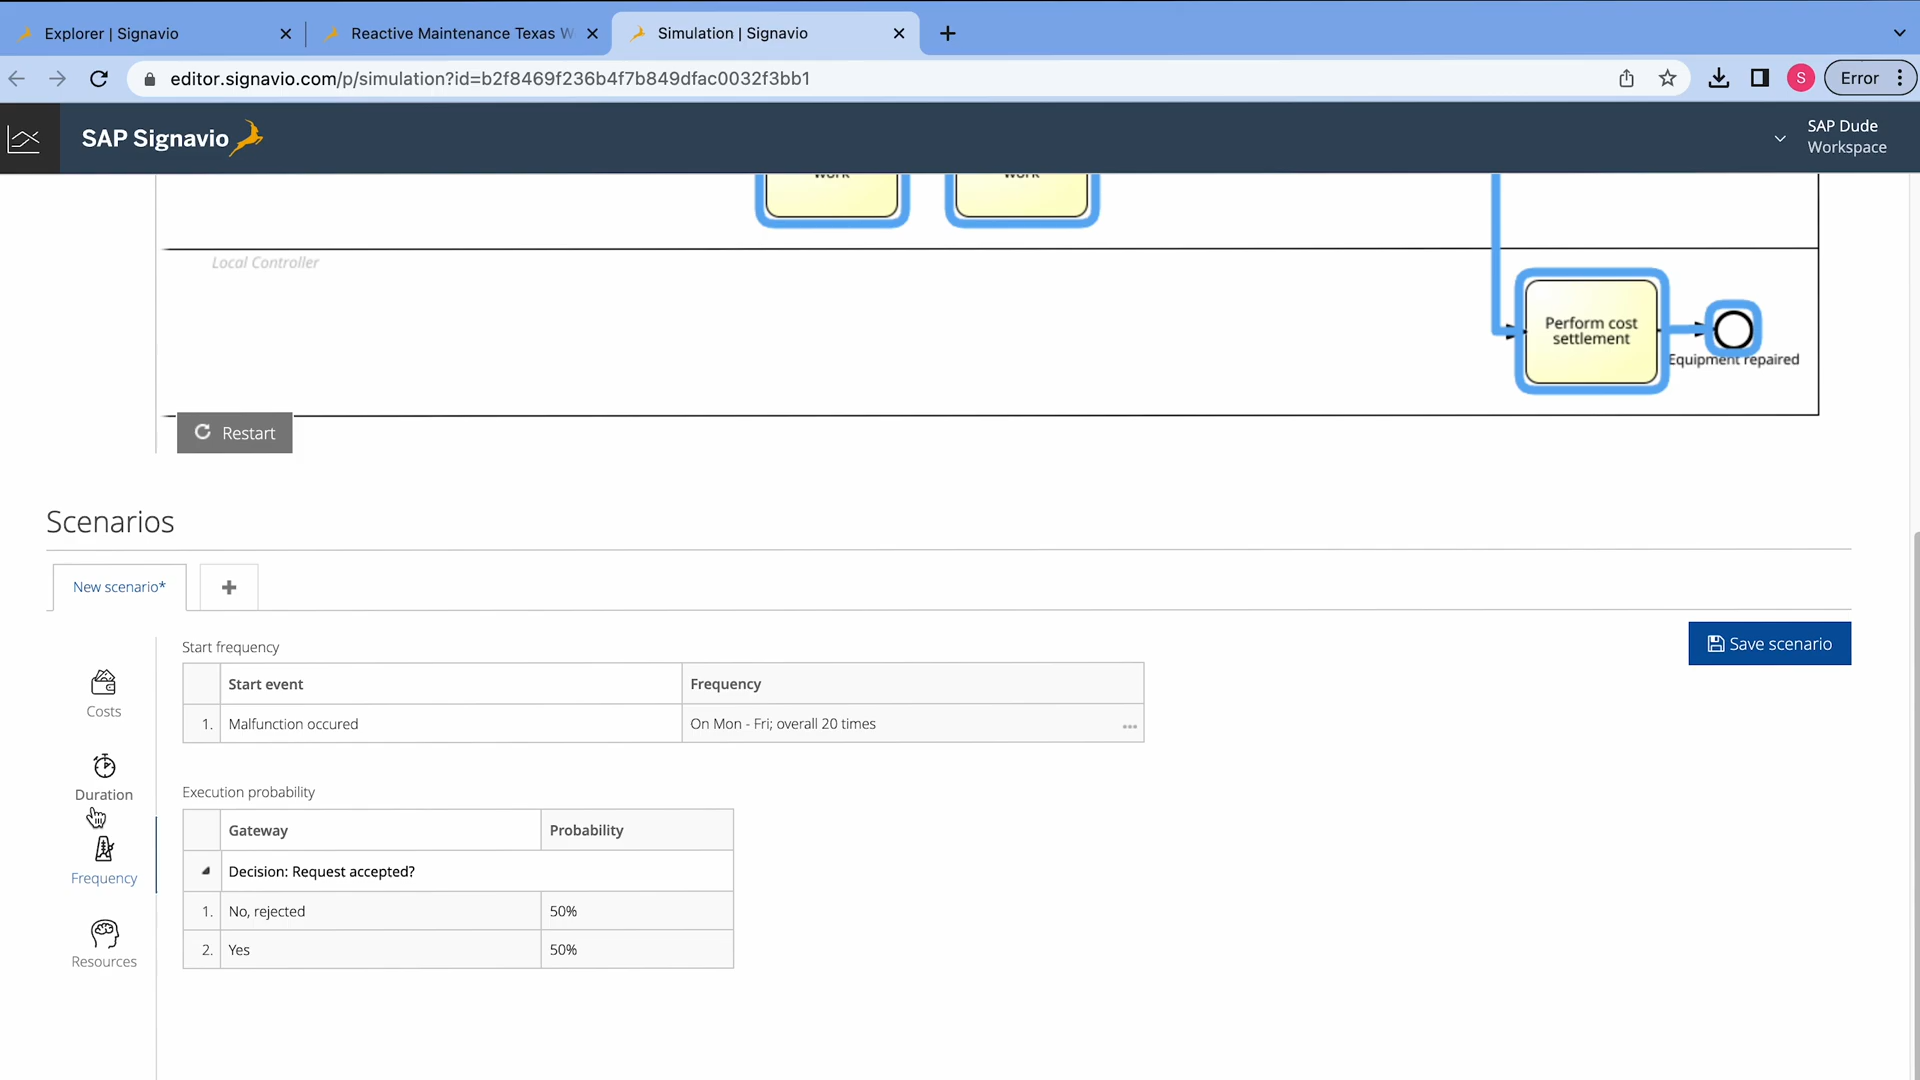 Explorer | Signavio
Reactive Maintenance Texas W
Simulation | Signavio
editor.signavio.com/p/simulation?id=b2f8469f236b4f7b849dfac0032f3bb1
S
Error
SAP Signavio
SAP Dude
Workspace
work
work
Local Controller
Perform cost
settlement
Equipment repaired
Restart
Scenarios
New scenario*
Save scenario
Costs
Duration
Frequency
Resources
Start frequency
Start event
Frequency
1. Malfunction occured
On Mon - Fri; overall 20 times
...
Execution probability
Gateway
Probability
Decision: Request accepted?
1. No, rejected
50%
2. Yes
50%